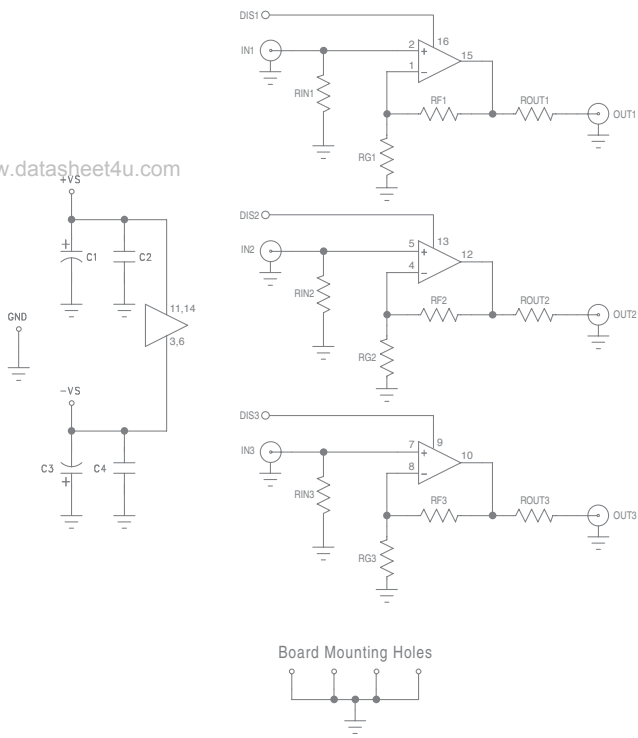 DIS1
IN1
2
+
16
15
1
−
RIN1
RF1
ROUT1
OUT1
RG1
w.datasheet4u.com
+VS
+
C1
C2
11,14
3,6
GND
−VS
C3
+
C4
DIS2
IN2
5
+
13
12
4
−
RIN2
RF2
ROUT2
OUT2
RG2
DIS3
IN3
7
+
9
10
8
−
RIN3
RF3
ROUT3
OUT3
RG3
Board Mounting Holes